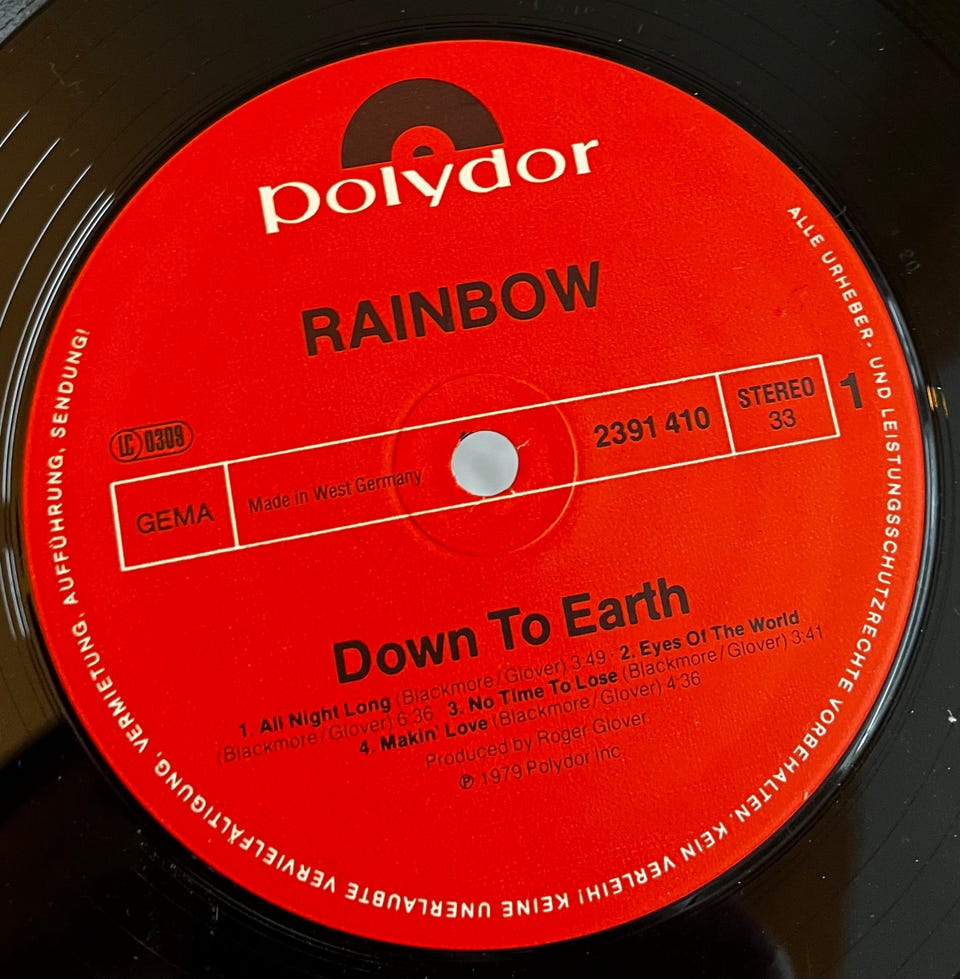 polydor
RAINBOW
LC 0309
GEMA
Made in West Germany
2391 410
STEREO
33
1
Down To Earth
1. All Night Long (Blackmore/Glover) 3:49 · 2. Eyes Of The World
(Blackmore/Glover) 6:36 3. No Time To Lose (Blackmore/Glover) 3:41
4. Makin' Love (Blackmore/Glover) 4:36
Produced by Roger Glover
℗ 1979 Polydor Inc.
ALLE URHEBER- UND LEISTUNGSSCHUTZRECHTE VORBEHALTEN. KEIN VERLEIH! KEINE UNERLAUBTE VERVIELFÄLTIGUNG, VERMIETUNG, AUFFÜHRUNG, SENDUNG!